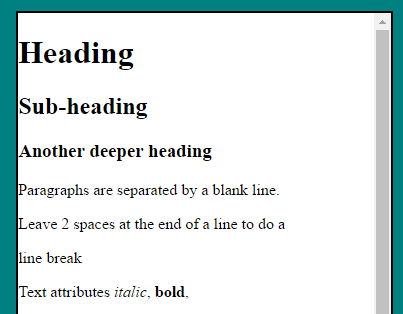 Heading
Sub-heading
Another deeper heading
Paragraphs are separated by a blank line.
Leave 2 spaces at the end of a line to do a
line break
Text attributes italic, bold,